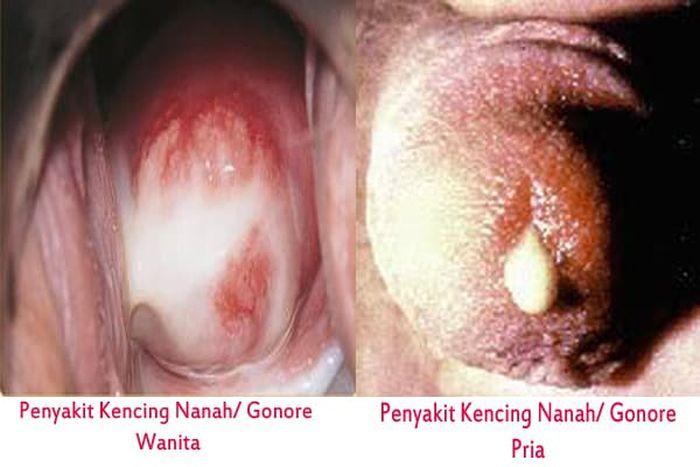 Penyakit Kencing Nanah/ Gonore
Wanita
Penyakit Kencing Nanah/ Gonore
Pria